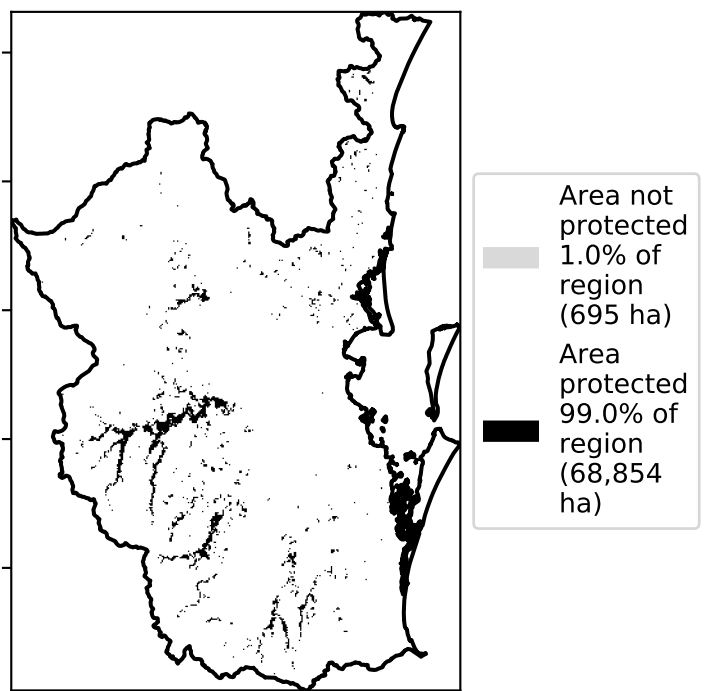 Area not
protected
1.0% of
region
(695 ha)
Area
protected
99.0% of
region
(68,854
ha)